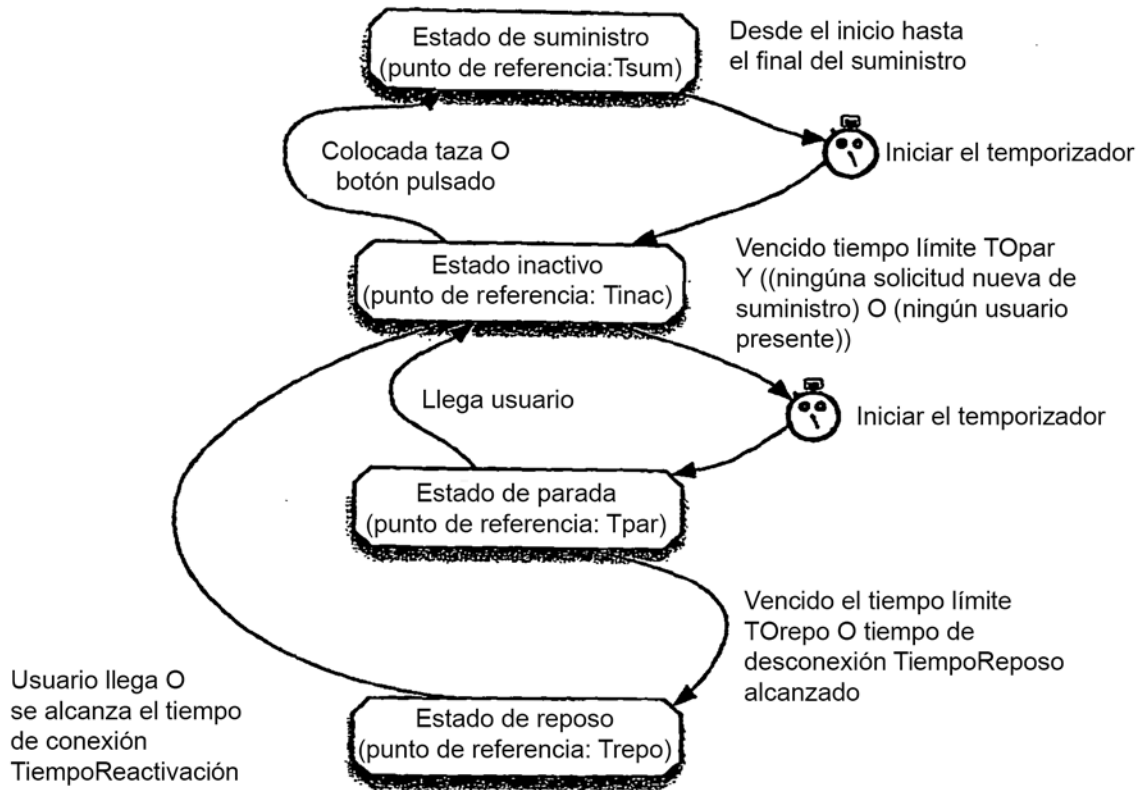 Estado de suministro
(punto de referencia:Tsum)
Desde el inicio hasta
el final del suministro
Colocada taza O
botón pulsado
Iniciar el temporizador
Estado inactivo
(punto de referencia: Tinac)
Vencido tiempo límite TOpar
Y ((ningúna solicitud nueva de
suministro) O (ningún usuario
presente))
Llega usuario
Iniciar el temporizador
Estado de parada
(punto de referencia: Tpar)
Vencido el tiempo límite
TOrepo O tiempo de
desconexión TiempoReposo
alcanzado
Usuario llega O
se alcanza el tiempo
de conexión
TiempoReactivación
Estado de reposo
(punto de referencia: Trepo)